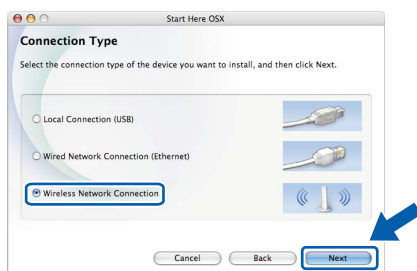 Start Here OSX
Connection Type
Select the connection type of the device you want to install, and then click Next.
Local Connection (USB)
Wired Network Connection (Ethernet)
Wireless Network Connection
Cancel Back Next